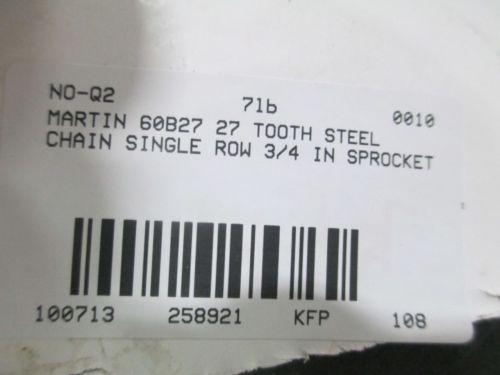 NO-Q2 71b 0010
MARTIN 60B27 27 TOOTH STEEL
CHAIN SINGLE ROW 3/4 IN SPROCKET
100713 258921 KFP 108